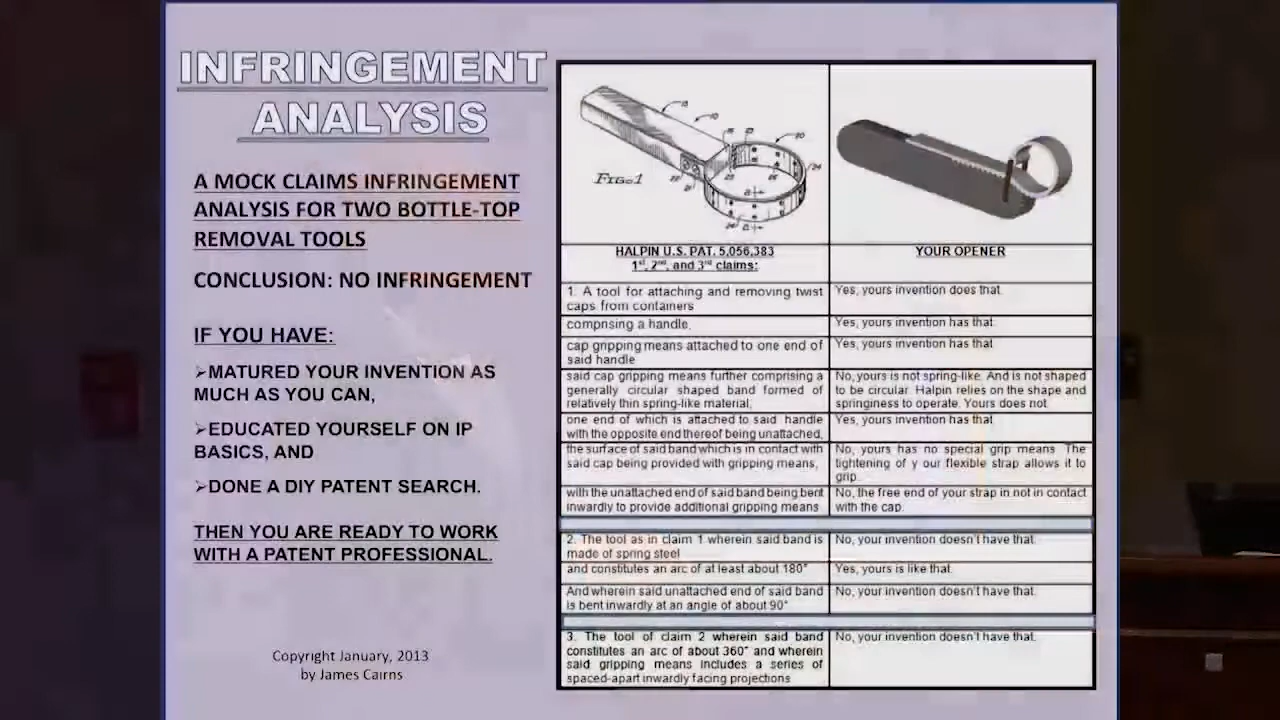 INFRINGEMENT
ANALYSIS
A MOCK CLAIMS INFRINGEMENT
ANALYSIS FOR TWO BOTTLE-TOP
REMOVAL TOOLS
CONCLUSION: NO INFRINGEMENT
IF YOU HAVE:
➢MATURED YOUR INVENTION AS
MUCH AS YOU CAN,
➢EDUCATED YOURSELF ON IP
BASICS, AND
➢DONE A DIY PATENT SEARCH.
THEN YOU ARE READY TO WORK
WITH A PATENT PROFESSIONAL.
Copyright January, 2013
by James Cairns
FIG.1
HALPIN U.S. PAT. 5,056,383
1st, 2nd, and 3rd claims:
YOUR OPENER
1. A tool for attaching and removing twist
caps from containers
Yes, yours invention does that.
comprising a handle,
Yes, yours invention has that
cap gripping means attached to one end of
said handle
Yes, yours invention has that
said cap gripping means further comprising a
generally circular shaped band formed of
relatively thin spring-like material,
No, yours is not spring-like. And is not shaped
to be circular. Halpin relies on the shape and
springiness to operate. Yours does not.
one end of which is attached to said handle
with the opposite end thereof being unattached,
Yes, yours invention has that
the surface of said band which is in contact with
said cap being provided with gripping means,
No, yours has no special grip means. The
tightening of y our flexible strap allows it to
grip.
with the unattached end of said band being bent
inwardly to provide additional gripping means
No, the free end of your strap in not in contact
with the cap.
2. The tool as in claim 1 wherein said band is
made of spring steel
No, your invention doesn't have that.
and constitutes an arc of at least about 180°
Yes, yours is like that.
And wherein said unattached end of said band
is bent inwardly at an angle of about 90°
No, your invention doesn't have that.
3. The tool of claim 2 wherein said band
constitutes an arc of about 360° and wherein
said gripping means includes a series of
spaced-apart inwardly facing projections
No, your invention doesn't have that.